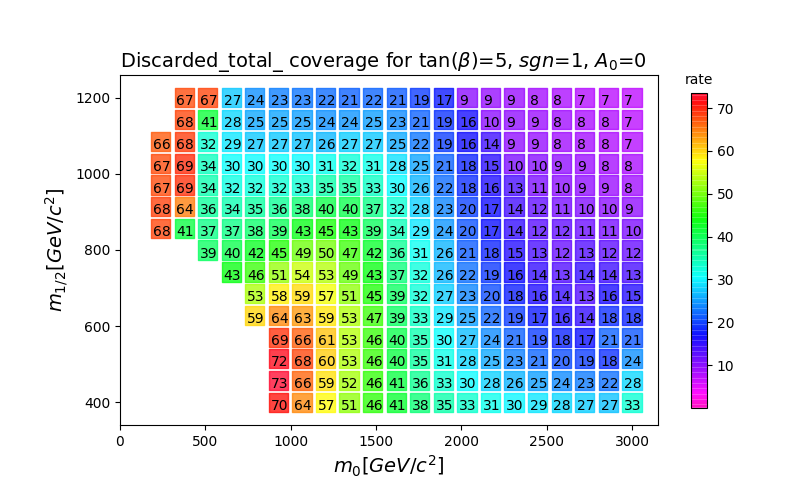 Discarded_total_ coverage for tan(β)=5, sgn=1, A₀=0
rate
1200
67 67 27 24 23 23 22 21 22 21 19 17 9 9 9 8 8 7 7 7
68 41 28 25 25 25 24 24 25 23 21 19 16 10 9 9 8 8 8 7
66 68 32 29 27 27 27 26 27 27 25 22 19 16 14 9 9 8 8 8 7
1000
67 69 34 30 30 30 30 31 32 31 28 25 21 18 15 10 10 9 9 8 8
67 69 34 32 32 32 33 35 35 33 30 26 22 18 16 13 11 10 9 9 8
68 64 36 34 35 36 38 40 40 37 32 28 23 20 17 14 12 11 10 10 9
68 41 37 37 38 39 43 45 43 39 34 29 24 20 17 14 12 12 11 11 10
800
39 40 42 45 49 50 47 42 36 31 26 21 18 15 13 12 13 12 12
43 46 51 54 53 49 43 37 32 26 22 19 16 14 13 14 14 13
53 58 59 57 51 45 39 32 27 23 20 18 16 14 13 16 15
600
59 64 63 59 53 47 39 33 29 25 22 19 17 16 14 18 18
69 66 61 53 46 40 35 30 27 24 21 19 18 17 21 21
72 68 60 53 46 40 35 31 28 25 23 21 20 19 18 24
73 66 59 52 46 41 36 33 30 28 26 25 24 23 22 28
400
70 64 57 51 46 41 38 35 33 31 30 29 28 27 27 33
m₁/₂[GeV/c²]
0 500 1000 1500 2000 2500 3000
m₀[GeV/c²]
70
60
50
40
30
20
10